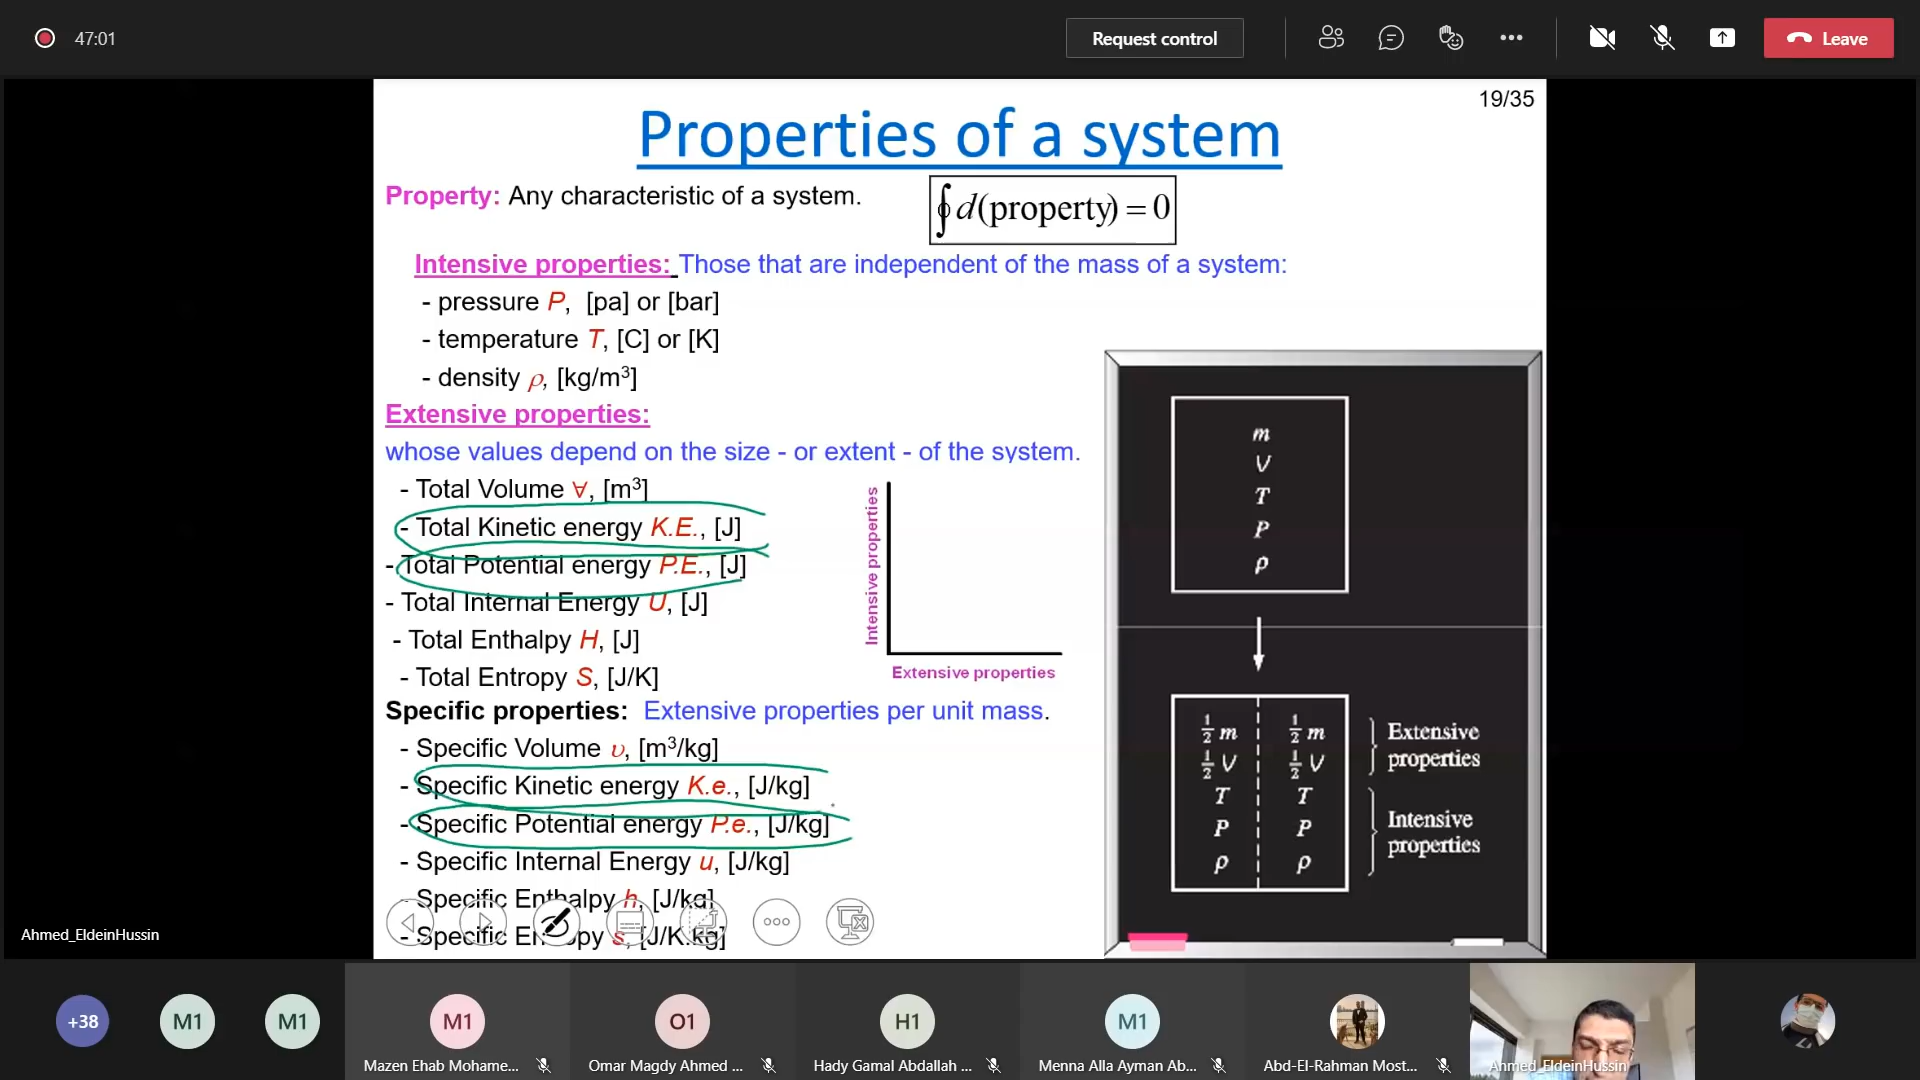 47:01
Request control
Leave
19/35
Properties of a system
Property: Any characteristic of a system.
∮ d(property) = 0
Intensive properties: Those that are independent of the mass of a system:
- pressure P, [pa] or [bar]
- temperature T, [C] or [K]
- density ρ, [kg/m³]
Extensive properties:
whose values depend on the size - or extent - of the system.
- Total Volume ∀, [m³]
- Total Kinetic energy K.E., [J]
- Total Potential energy P.E., [J]
- Total Internal Energy U, [J]
- Total Enthalpy H, [J]
- Total Entropy S, [J/K]
Intensive properties
Extensive properties
Specific properties: Extensive properties per unit mass.
- Specific Volume υ, [m³/kg]
- Specific Kinetic energy K.e., [J/kg]
- Specific Potential energy P.e., [J/kg]
- Specific Internal Energy u, [J/kg]
- Specific Enthalpy h, [J/kg]
- Specific Entropy s, [J/K.kg]
m
V
T
P
ρ
½ m ½ m
½ V ½ V
T T
P P
ρ ρ
Extensive
properties
Intensive
properties
Ahmed_EldeinHussin
+38
M1
M1
M1
O1
H1
M1
Mazen Ehab Mohame...
Omar Magdy Ahmed ...
Hady Gamal Abdallah ...
Menna Alla Ayman Ab...
Abd-El-Rahman Most...
Ahmed_EldeinHussin